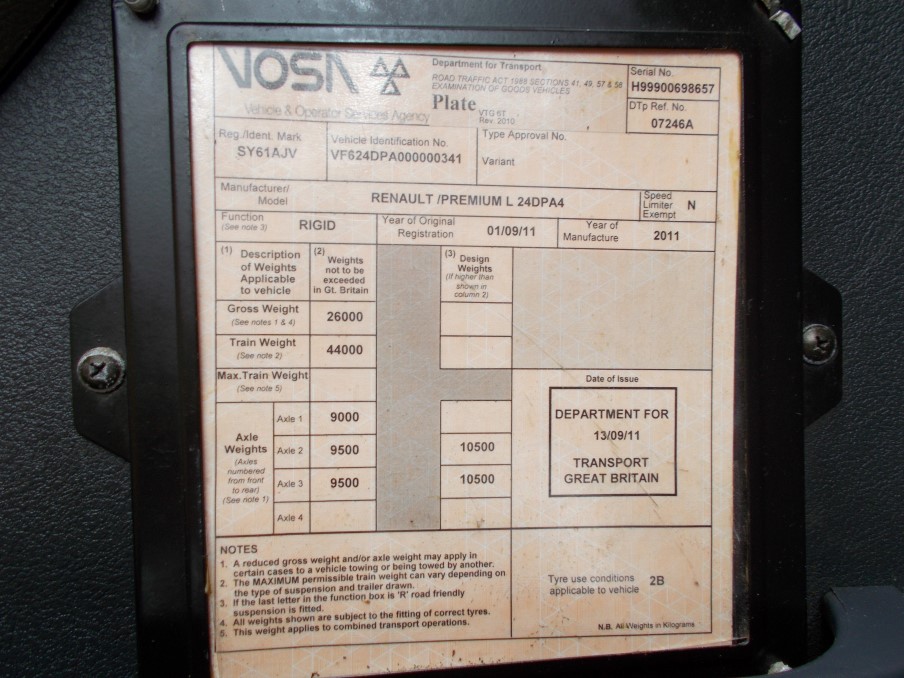 VOSA
Vehicle & Operator Services Agency
Department for Transport
ROAD TRAFFIC ACT 1988 SECTIONS 41, 49, 57 & 58
EXAMINATION OF GOODS VEHICLES
Plate
VTG 6T
Rev. 2010
Serial No.
H99900698657
DTp Ref. No.
07246A
Reg./Ident. Mark
SY61AJV
Vehicle Identification No.
VF624DPA000000341
Type Approval No.
Variant
Manufacturer/
Model
RENAULT /PREMIUM L 24DPA4
Speed
Limiter
Exempt
N
Function
(See note 3)
RIGID
Year of Original
Registration
01/09/11
Year of
Manufacture
2011
(1) Description
of Weights
Applicable
to vehicle
(2) Weights
not to be
exceeded
in Gt. Britain
(3) Design
Weights
(if higher than
shown in
column 2)
Gross Weight
(See notes 1 & 4)
26000
Train Weight
(See note 2)
44000
Max.Train Weight
(See note 5)
Axle
Weights
(Axles
numbered
from front
to rear)
(See note 1)
Axle 1
9000
Axle 2
9500
10500
Axle 3
9500
10500
Axle 4
Date of Issue
DEPARTMENT FOR
13/09/11
TRANSPORT
GREAT BRITAIN
NOTES
1. A reduced gross weight and/or axle weight may apply in
certain cases to a vehicle towing or being towed by another.
2. The MAXIMUM permissible train weight can vary depending on
the type of suspension and trailer drawn.
3. If the last letter in the function box is 'R' road friendly
suspension is fitted.
4. All weights shown are subject to the fitting of correct tyres.
5. This weight applies to combined transport operations.
Tyre use conditions
applicable to vehicle
2B
N.B. All Weights in Kilograms